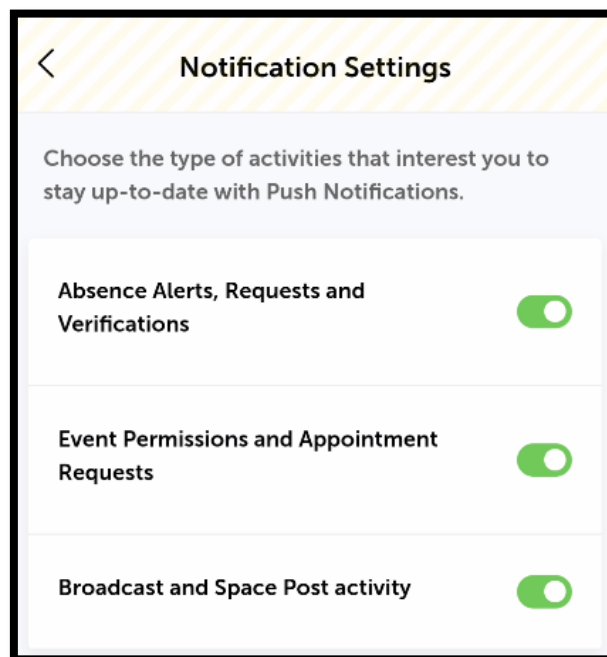 Notification Settings
Choose the type of activities that interest you to
stay up-to-date with Push Notifications.
Absence Alerts, Requests and
Verifications
Event Permissions and Appointment
Requests
Broadcast and Space Post activity